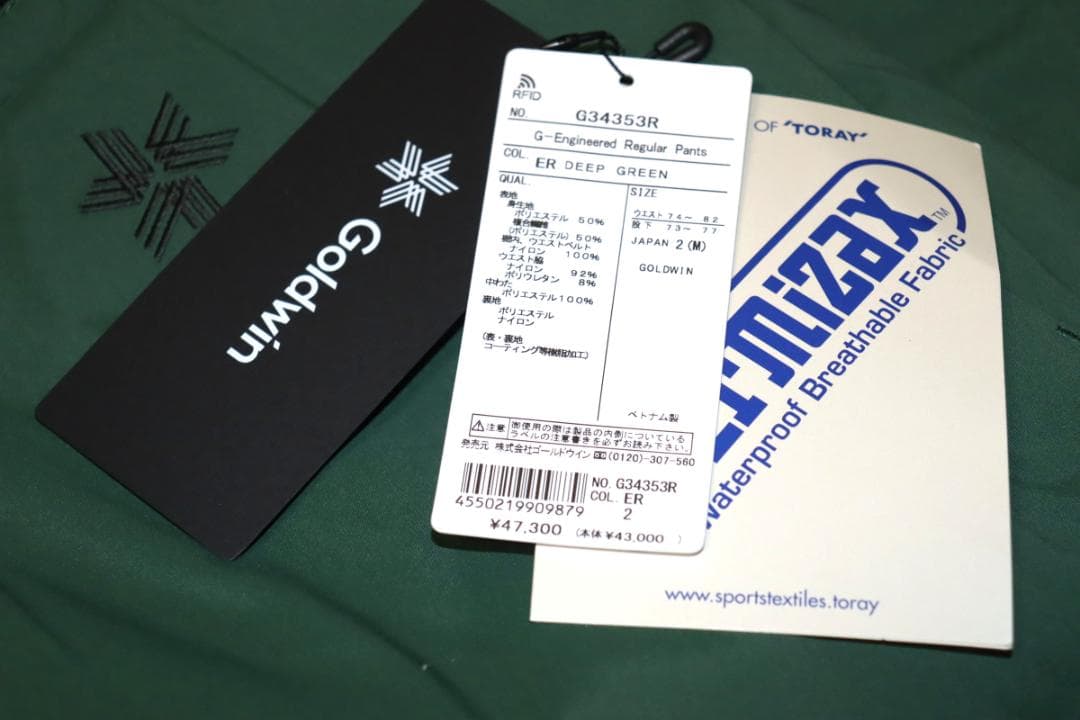 Goldwin
RFID
NO. G34353R
G-Engineered Regular Pants
COL. ER DEEP GREEN
QUAL.
表地
身生地
ポリエステル 50%
複合繊維
(ポリエステル) 50%
裾内、ウエストベルト
ナイロン 100%
ウエスト脇
ナイロン 92%
ポリウレタン 8%
中わた
ポリエステル100%
裏地
ポリエステル
ナイロン
(表・裏地
コーティング等樹脂加工)
SIZE
ウエスト 74~ 82
股下 73~ 77
JAPAN 2(M)
GOLDWIN
ベトナム製
注意 御使用の際は製品の内側についている
ラベルの注意書きを必ずお読み下さい。
発売元 株式会社ゴールドウイン (0120)-307-560
4550219909879
NO. G34353R
COL. ER
2
¥47,300 (本体 ¥43,000 )
OF "TORAY"
rmizax TM
Waterproof Breathable Fabric
www.sportstextiles.toray